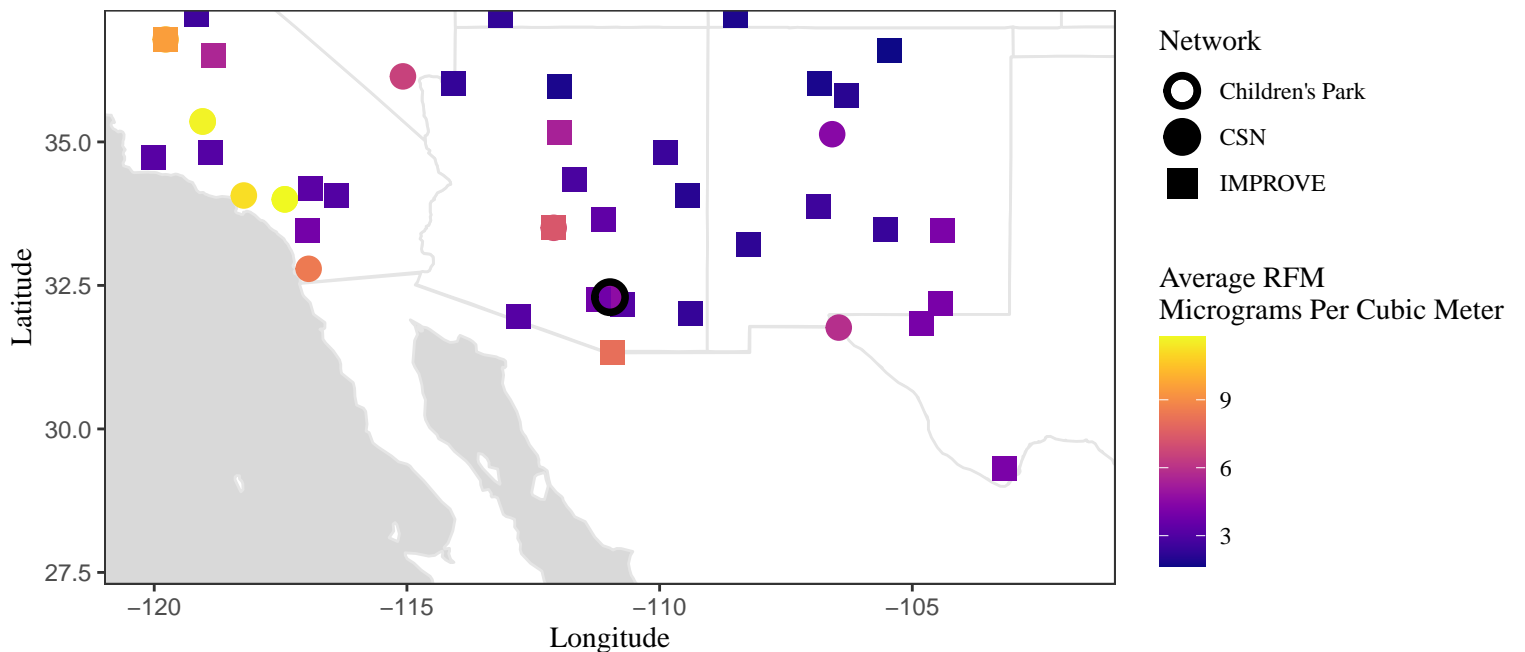 35.0
32.5
30.0
27.5
Latitude
−120
−115
−110
−105
Longitude
Network
Children's Park
CSN
IMPROVE
Average RFM
Micrograms Per Cubic Meter
9
6
3